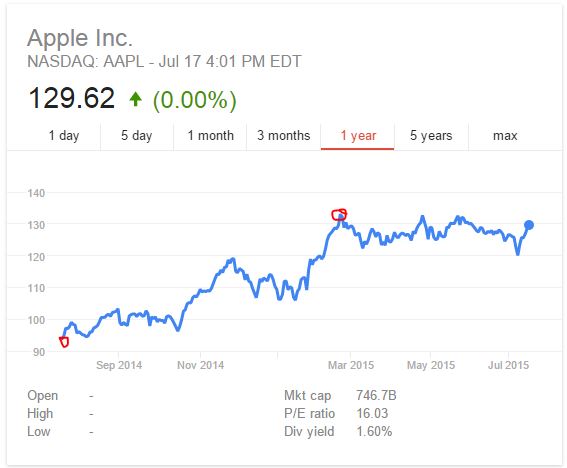 Apple Inc.
NASDAQ: AAPL - Jul 17 4:01 PM EDT
129.62 (0.00%)
1 day 5 day 1 month 3 months 1 year 5 years max
140
130
120
110
100
90
Sep 2014 Nov 2014 Mar 2015 May 2015 Jul 2015
Open - Mkt cap 746.7B
High - P/E ratio 16.03
Low - Div yield 1.60%